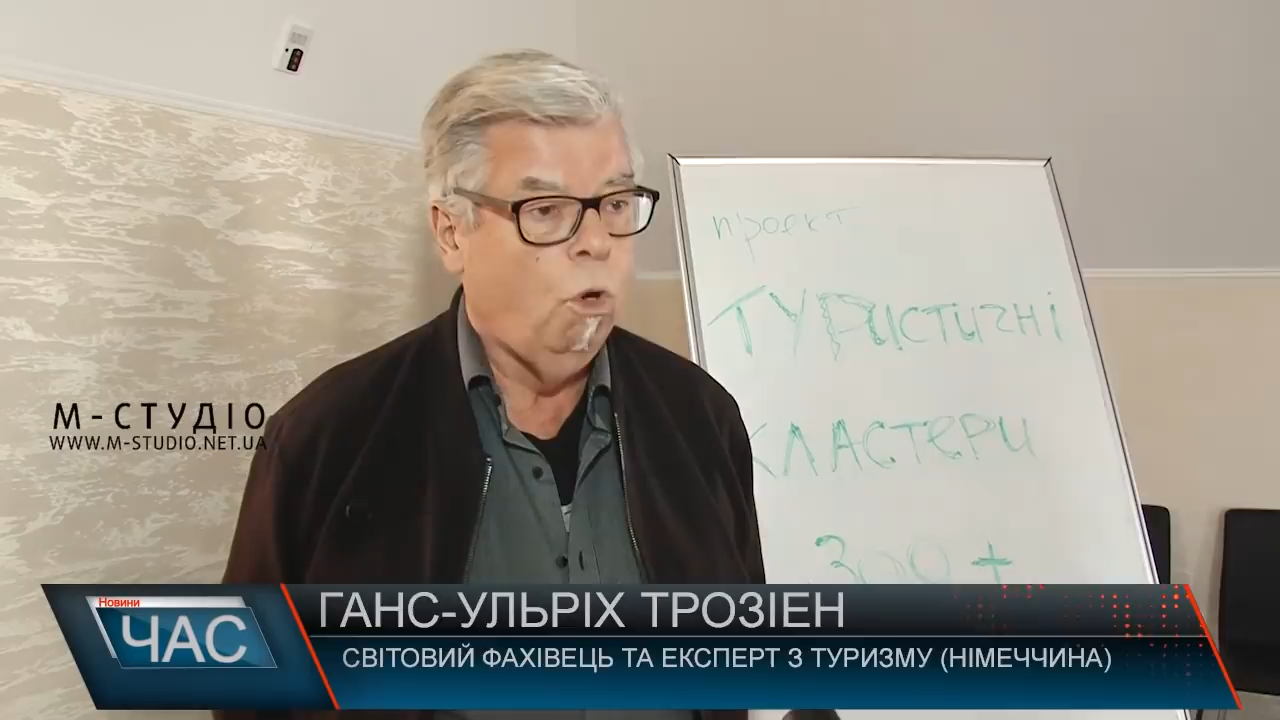 проєкт
ТУРИСТИЧНІ
КЛАСТЕРИ
300 +
М-СТУДІО
WWW.M-STUDIO.NET.UA
Новини
ЧАС
ГАНС-УЛЬРІХ ТРОЗІЕН
СВІТОВИЙ ФАХІВЕЦЬ ТА ЕКСПЕРТ З ТУРИЗМУ (НІМЕЧЧИНА)